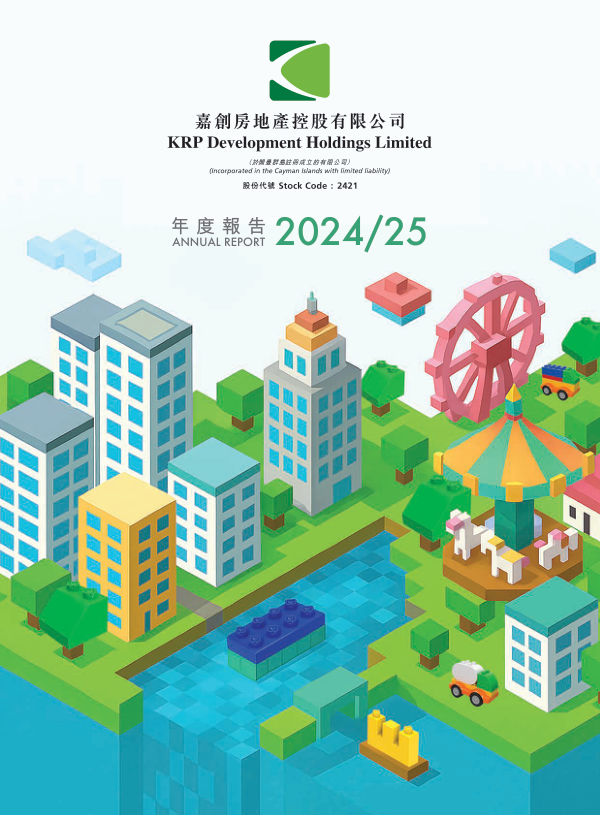 嘉創房地產控股有限公司
KRP Development Holdings Limited
(於開曼群島註冊成立的有限公司)
(Incorporated in the Cayman Islands with limited liability)
股份代號 Stock Code : 2421
年度報告
ANNUAL REPORT 2024/25